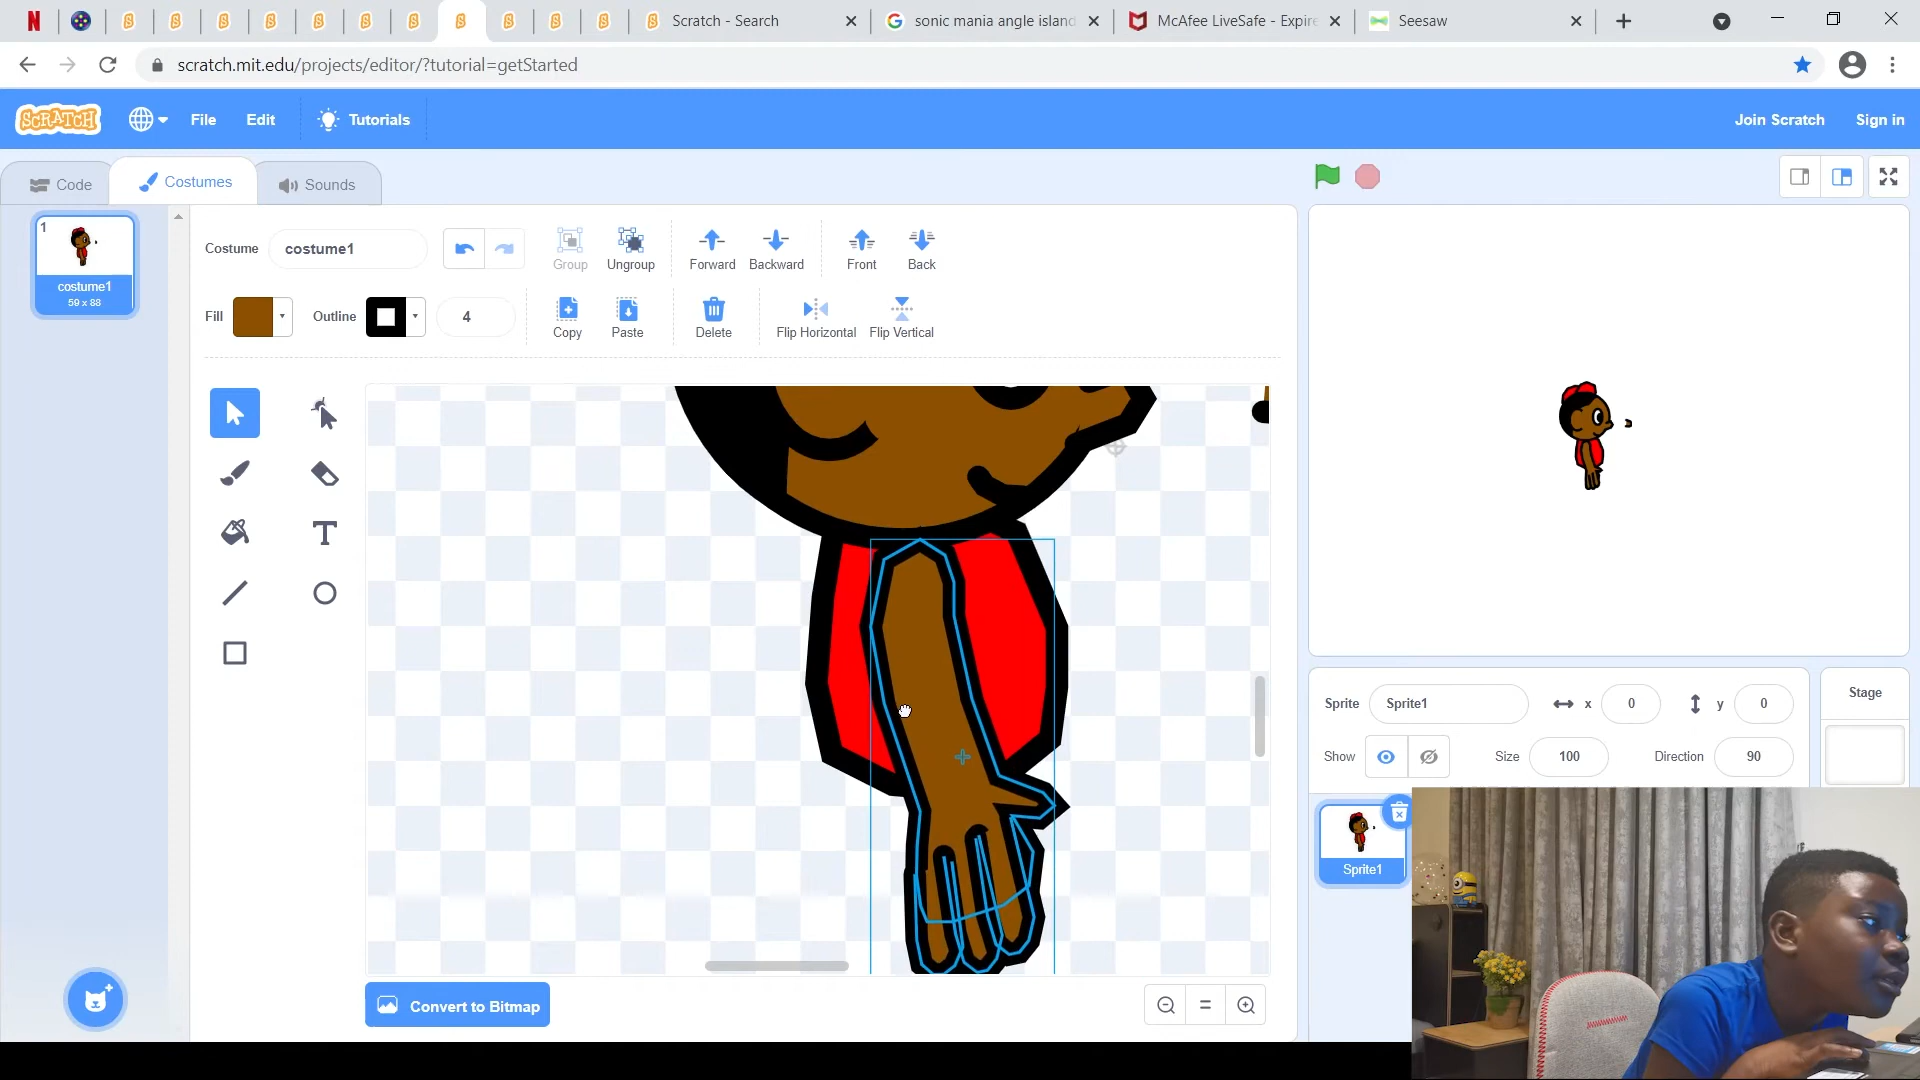 Scratch - Search
sonic mania angle island
McAfee LiveSafe - Expire
Seesaw
scratch.mit.edu/projects/editor/?tutorial=getStarted
SCRATCH
File
Edit
Tutorials
Join Scratch
Sign in
Code
Costumes
Sounds
1
costume1
59 x 88
Costume
costume1
Group
Ungroup
Forward
Backward
Front
Back
Fill
Outline
4
Copy
Paste
Delete
Flip Horizontal
Flip Vertical
Convert to Bitmap
Sprite
Sprite1
x
0
y
0
Show
Size
100
Direction
90
Stage
Sprite1